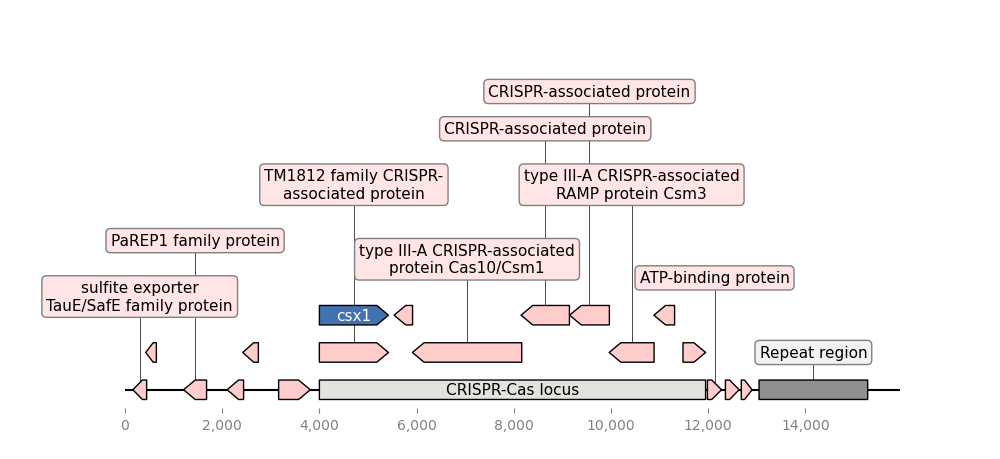 CRISPR-associated protein
CRISPR-associated protein
TM1812 family CRISPR-
associated protein
type III-A CRISPR-associated
RAMP protein Csm3
PaREP1 family protein
type III-A CRISPR-associated
protein Cas10/Csm1
ATP-binding protein
sulfite exporter
TauE/SafE family protein
csx1
Repeat region
CRISPR-Cas locus
0 2,000 4,000 6,000 8,000 10,000 12,000 14,000